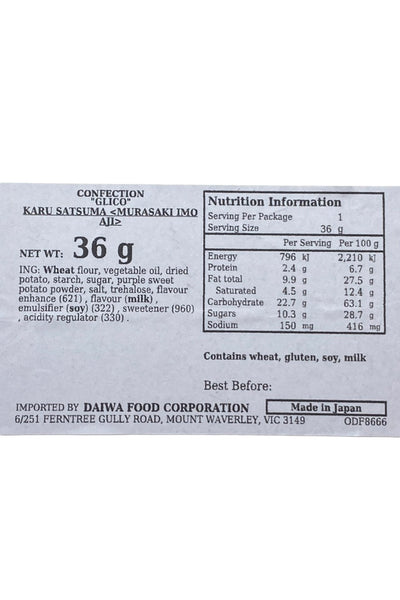 CONFECTION
"GLICO"
KARU SATSUMA <MURASAKI IMO
AJI>
NET WT: 36 g
ING: Wheat flour, vegetable oil, dried
potato, starch, sugar, purple sweet
potato powder, salt, trehalose, flavour
enhance (621) , flavour (milk) ,
emulsifier (soy) (322) , sweetener (960)
, acidity regulator (330) .
Nutrition Information
Serving Per Package 1
Serving Size 36 g
Per Serving Per 100 g
Energy 796 kJ 2,210 kJ
Protein 2.4 g 6.7 g
Fat total 9.9 g 27.5 g
Saturated 4.5 g 12.4 g
Carbohydrate 22.7 g 63.1 g
Sugars 10.3 g 28.7 g
Sodium 150 mg 416 mg
Contains wheat, gluten, soy, milk
Best Before:
IMPORTED BY DAIWA FOOD CORPORATION Made in Japan
6/251 FERNTREE GULLY ROAD, MOUNT WAVERLEY, VIC 3149 ODF8666